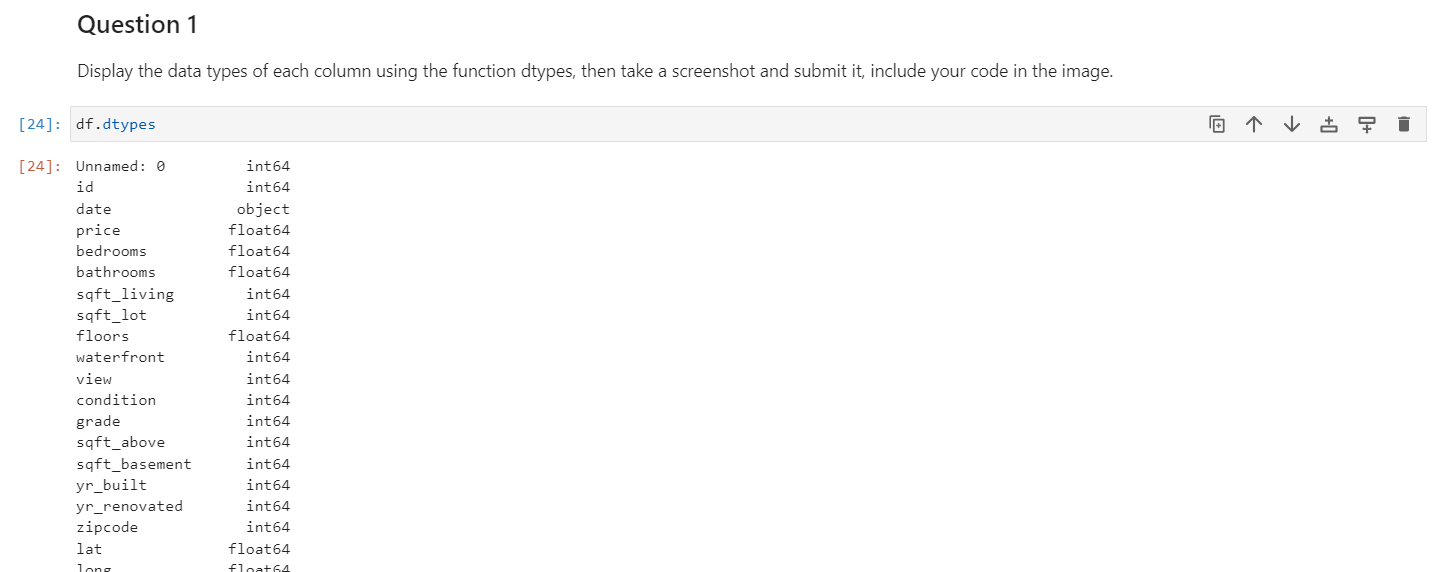 Question 1
Display the data types of each column using the function dtypes, then take a screenshot and submit it, include your code in the image.
[24]: df.dtypes
[24]: Unnamed: 0 int64
id int64
date object
price float64
bedrooms float64
bathrooms float64
sqft_living int64
sqft_lot int64
floors float64
waterfront int64
view int64
condition int64
grade int64
sqft_above int64
sqft_basement int64
yr_built int64
yr_renovated int64
zipcode int64
lat float64
long float64